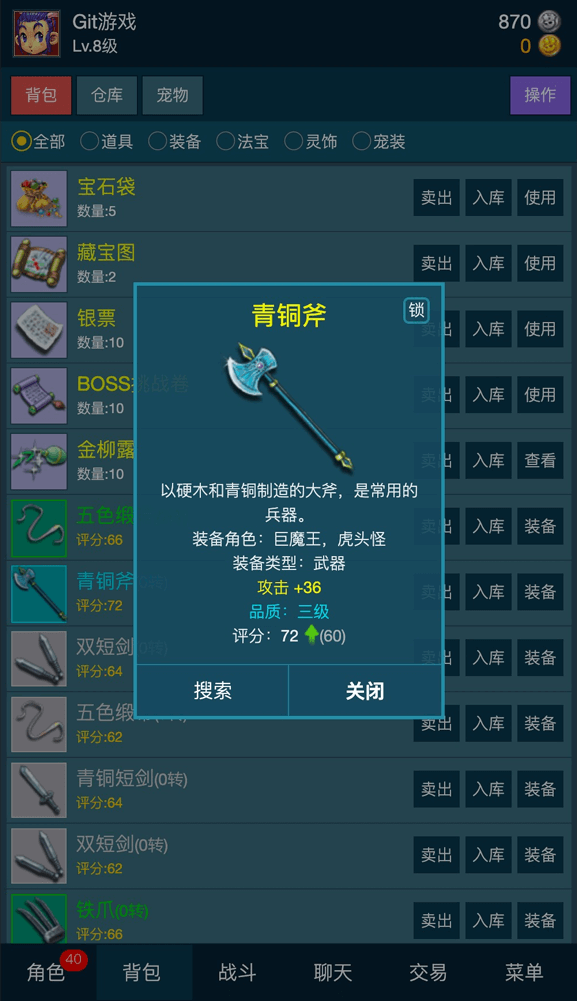 Git游戏
870
Lv.8级
0
背包
仓库
宠物
操作
全部
道具
装备
法宝
灵饰
宠装
宝石袋
数量:5
卖出
入库
使用
藏宝图
数量:2
卖出
入库
使用
银票
数量:10
入库
使用
BOSS挑战卷
数量:10
入库
使用
金柳露
数量:10
入库
查看
五色缎
评分:66
入库
装备
青铜斧
评分:72
入库
装备
双短剑(0转)
评分:64
入库
装备
五色缎
评分:62
卖出
入库
装备
青铜短剑(0转)
评分:64
卖出
入库
装备
双短剑(0转)
评分:62
卖出
入库
装备
铁爪(0转)
评分:66
卖出
入库
装备
青铜斧
锁
以硬木和青铜制造的大斧，是常用的
兵器。
装备角色：巨魔王，虎头怪
装备类型：武器
攻击 +36
品质：三级
评分：72 (60)
搜索
关闭
角色
40
背包
战斗
聊天
交易
菜单